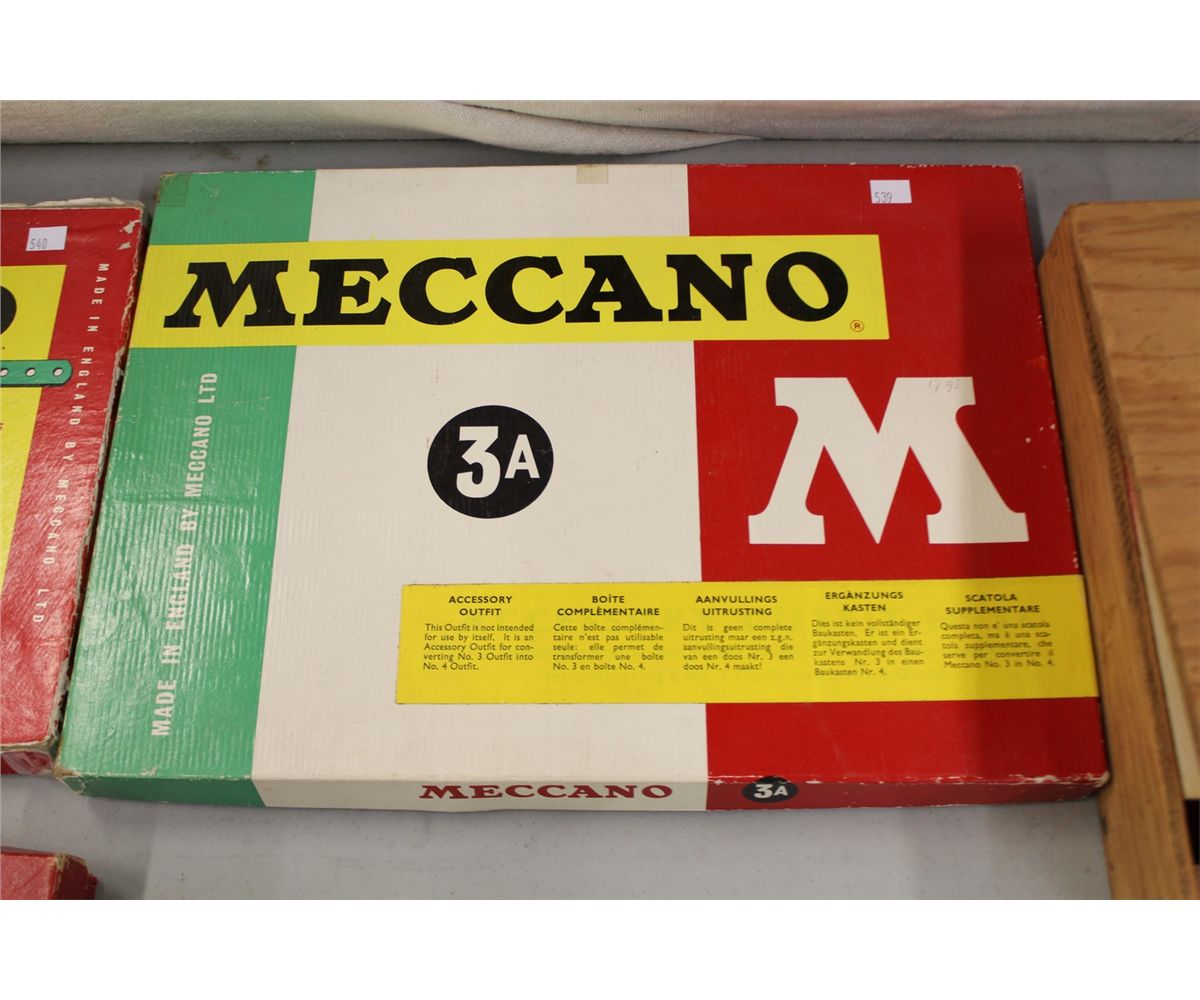 540
MADE IN ENGLAND BY MECCANO LTD
539
MECCANO
®
MADE IN ENGLAND BY MECCANO LTD
17.95
3A
M
ACCESSORY
OUTFIT
This Outfit is not intended
for use by itself. It is an
Accessory Outfit for con-
verting No. 3 Outfit into
No. 4 Outfit.
BOÎTE
COMPLÉMENTAIRE
Cette boîte complémen-
taire n'est pas utilisable
seule: elle permet de
transformer une boîte
No. 3 en boîte No. 4.
AANVULLINGS
UITRUSTING
Dit is geen complete
uitrusting maar een z.g.n.
aanvullingsuitrusting die
van een doos Nr. 3 een
doos Nr. 4 maakt!
ERGÄNZUNGS
KASTEN
Dies ist kein vollständiger
Baukasten. Er ist ein Er-
gänzungskasten und dient
zur Verwandlung des Bau-
kastens Nr. 3 in einen
Baukasten Nr. 4.
SCATOLA
SUPPLEMENTARE
Questa non e' una scatola
completa, ma è una sca-
tola supplementare, che
serve per convertire il
Meccano No. 3 in No. 4.
MECCANO
3A